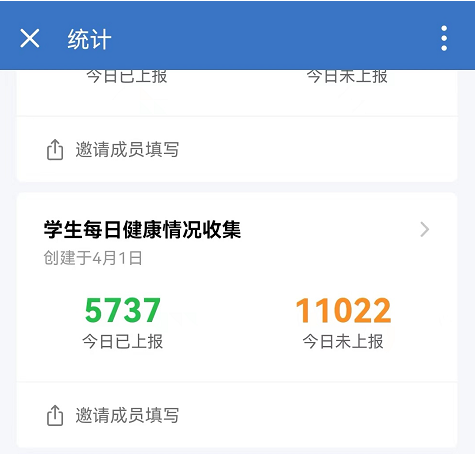 统计
今日已上报
今日未上报
邀请成员填写
学生每日健康情况收集
创建于4月1日
5737
11022
今日已上报
今日未上报
邀请成员填写